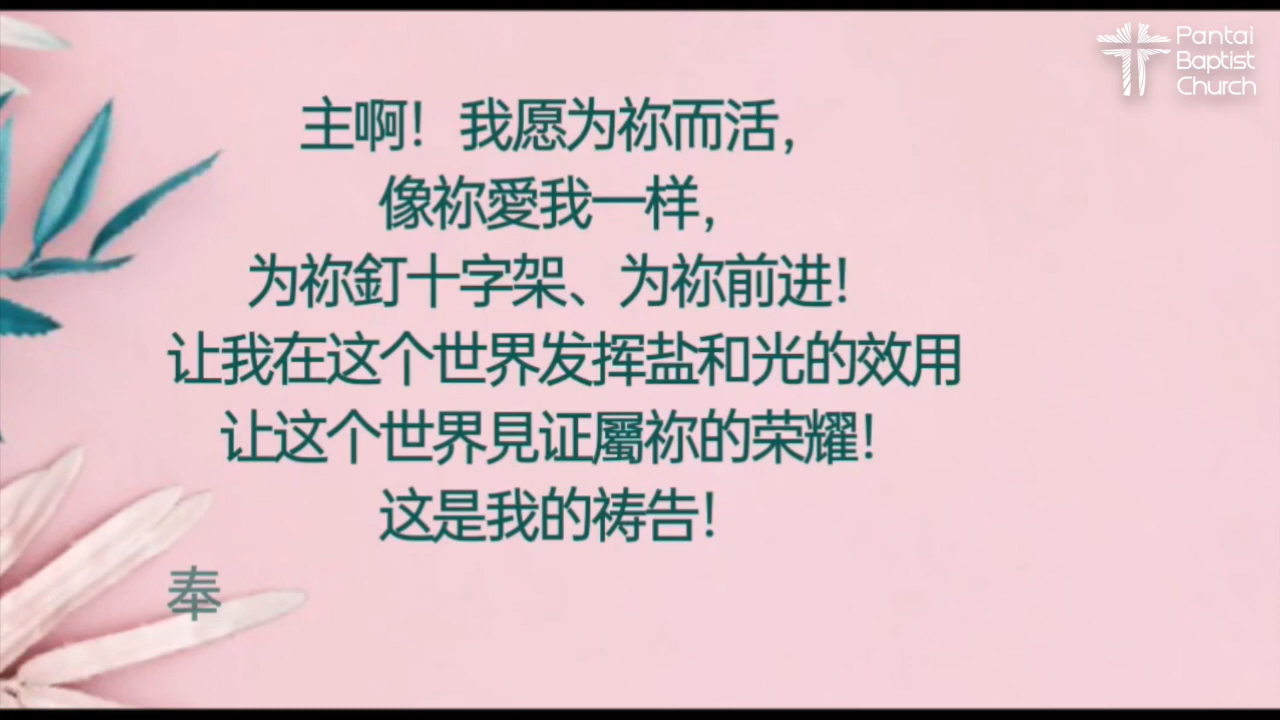 Pantai
Baptist
Church
主啊！我愿为祢而活，
像祢愛我一样，
为祢釘十字架、为祢前进！
让我在这个世界发挥盐和光的效用
让这个世界見证屬祢的荣耀！
这是我的祷告！
奉